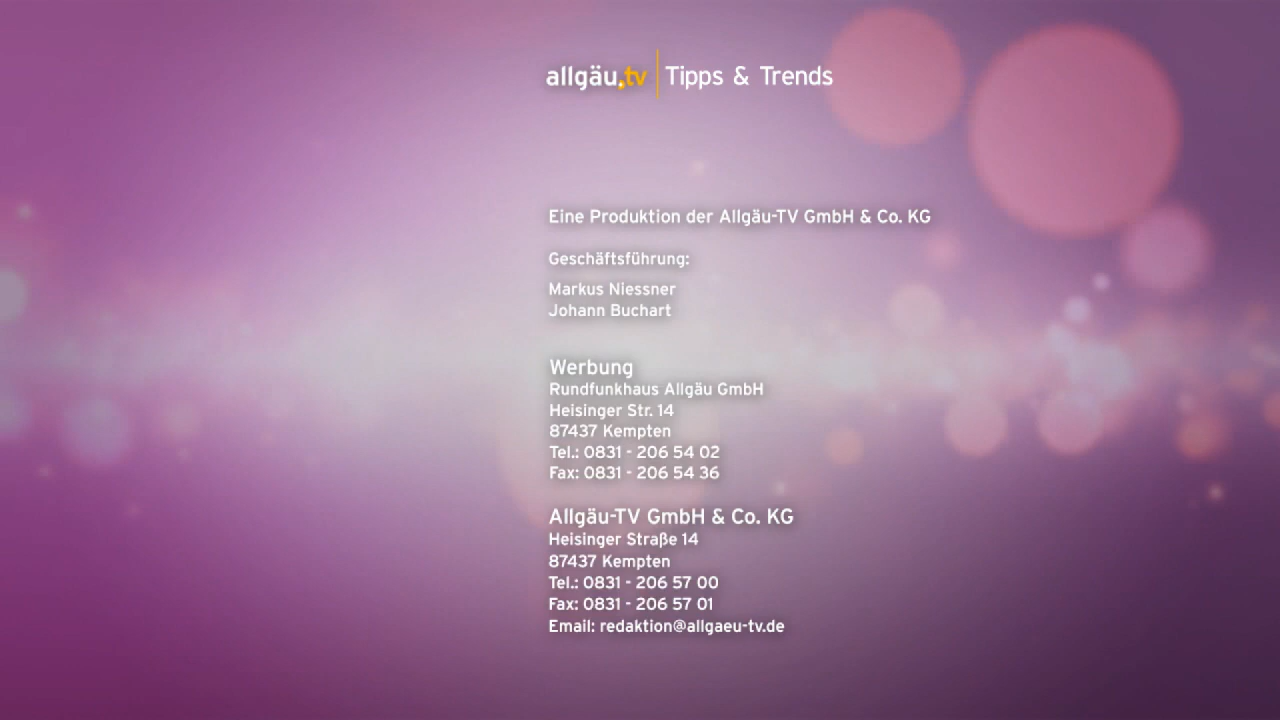 allgäu.tv Tipps & Trends
Eine Produktion der Allgäu-TV GmbH & Co. KG
Geschäftsführung:
Markus Niessner
Johann Buchart
Werbung
Rundfunkhaus Allgäu GmbH
Heisinger Str. 14
87437 Kempten
Tel.: 0831 - 206 54 02
Fax: 0831 - 206 54 36
Allgäu-TV GmbH & Co. KG
Heisinger Straße 14
87437 Kempten
Tel.: 0831 - 206 57 00
Fax: 0831 - 206 57 01
Email: redaktion@allgaeu-tv.de